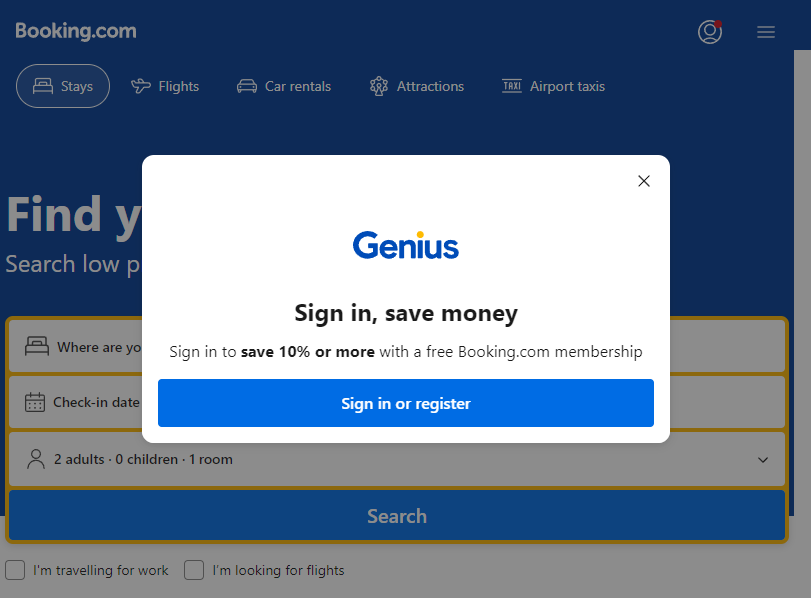 Booking.com
Stays
Flights
Car rentals
Attractions
TAXI Airport taxis
Find y
Search low p
Genius
Sign in, save money
Sign in to save 10% or more with a free Booking.com membership
Sign in or register
Where are yo
Check-in date
2 adults · 0 children · 1 room
Search
I'm travelling for work
I'm looking for flights